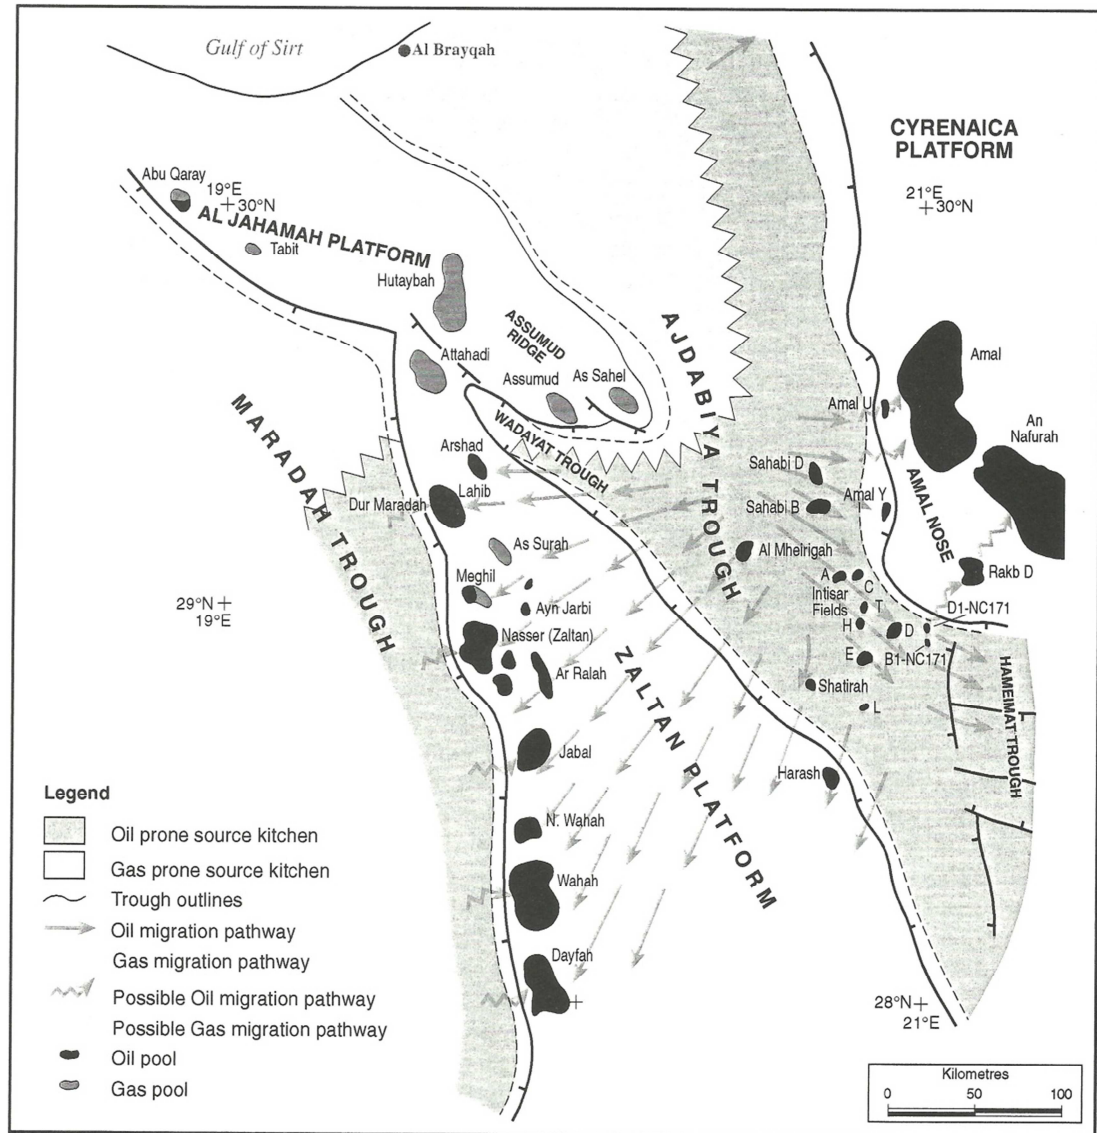 Gulf of Sirt
Al Brayqah
CYRENAICA
PLATFORM
Abu Qaray
19°E
+30°N
21°E
+30°N
AL JAHAMAH PLATFORM
Tabit
Hutaybah
ASSUMUD
RIDGE
AJDABIYA TROUGH
Attahadi
Assumud
As Sahel
Amal
Amal U
An
Nafurah
MARADAH TROUGH
WADAYAT TROUGH
Arshad
Lahib
Dur Maradah
Sahabi D
Sahabi B
Amal Y
AMAL NOSE
As Surah
Al Mheirigah
Rakb D
Meghil
A
C
Intisar
Fields
T
H
D
E
L
D1-NC171
B1-NC171
29°N +
19°E
Ayn Jarbi
Nasser (Zaltan)
Ar Ralah
ZALTAN PLATFORM
Shatirah
HAMEIMAT TROUGH
Jabal
Harash
N. Wahah
Wahah
Dayfah
28°N +
21°E
Legend
Oil prone source kitchen
Gas prone source kitchen
Trough outlines
Oil migration pathway
Gas migration pathway
Possible Oil migration pathway
Possible Gas migration pathway
Oil pool
Gas pool
Kilometres
0 50 100